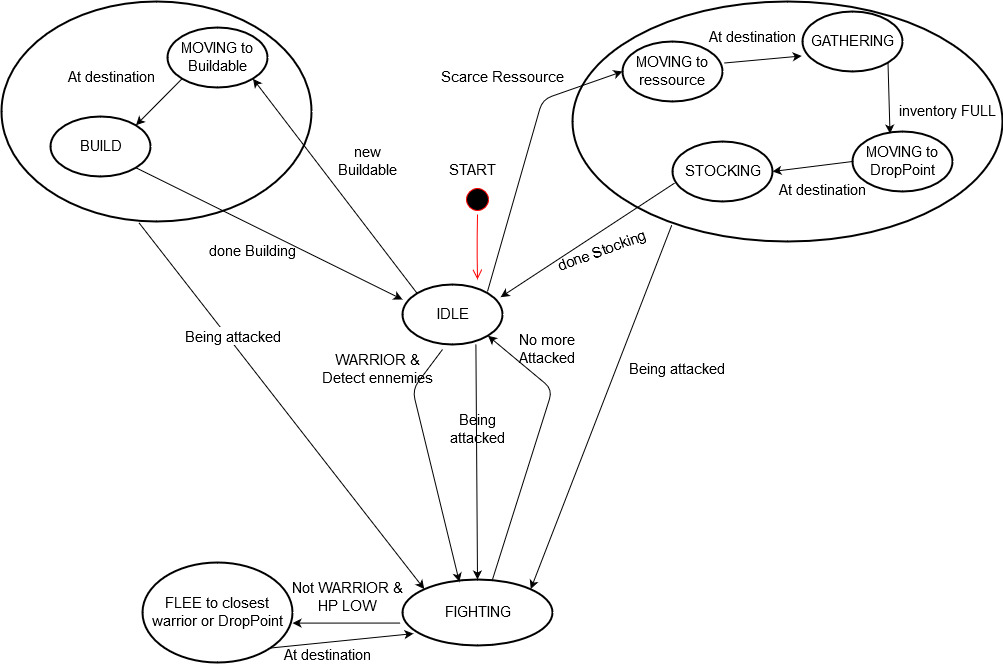 MOVING to
Buildable
At destination
BUILD
new
Buildable
done Building
START
Scarce Ressource
MOVING to
ressource
At destination
GATHERING
inventory FULL
MOVING to
DropPoint
At destination
STOCKING
done Stocking
IDLE
Being attacked
WARRIOR &
Detect ennemies
Being
attacked
No more
Attacked
Being attacked
FIGHTING
Not WARRIOR &
HP LOW
FLEE to closest
warrior or DropPoint
At destination